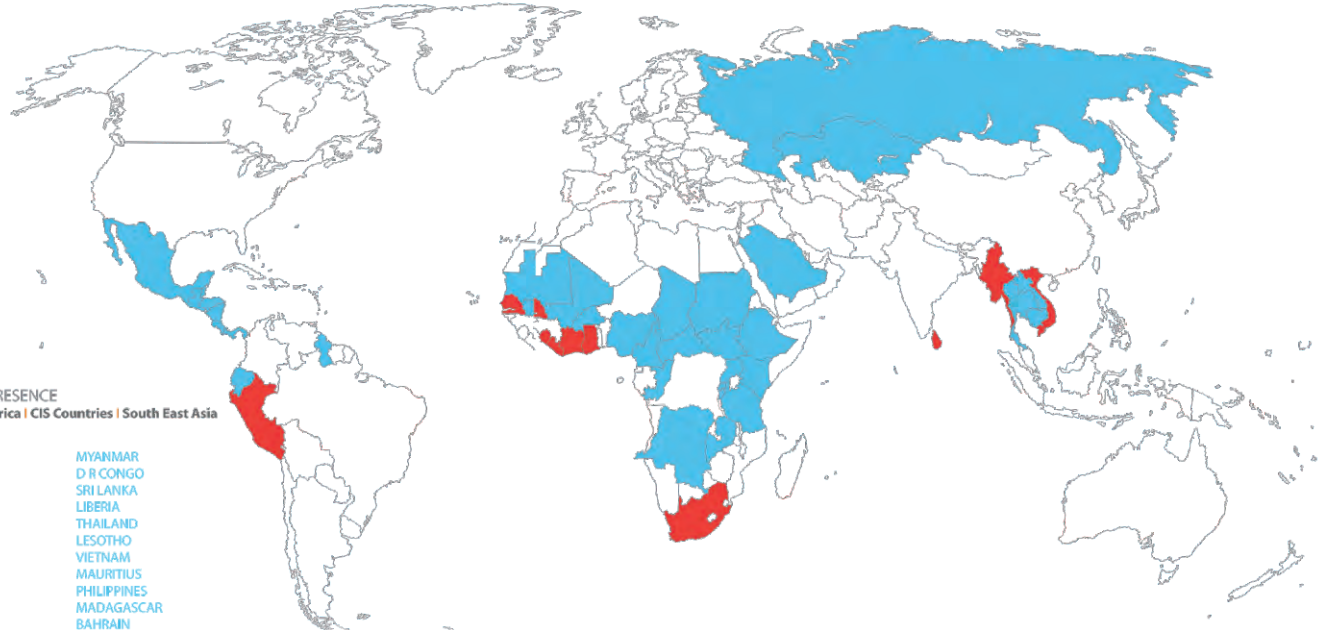 RESENCE
rica | CIS Countries | South East Asia
MYANMAR
D R CONGO
SRI LANKA
LIBERIA
THAILAND
LESOTHO
VIETNAM
MAURITIUS
PHILIPPINES
MADAGASCAR
BAHRAIN